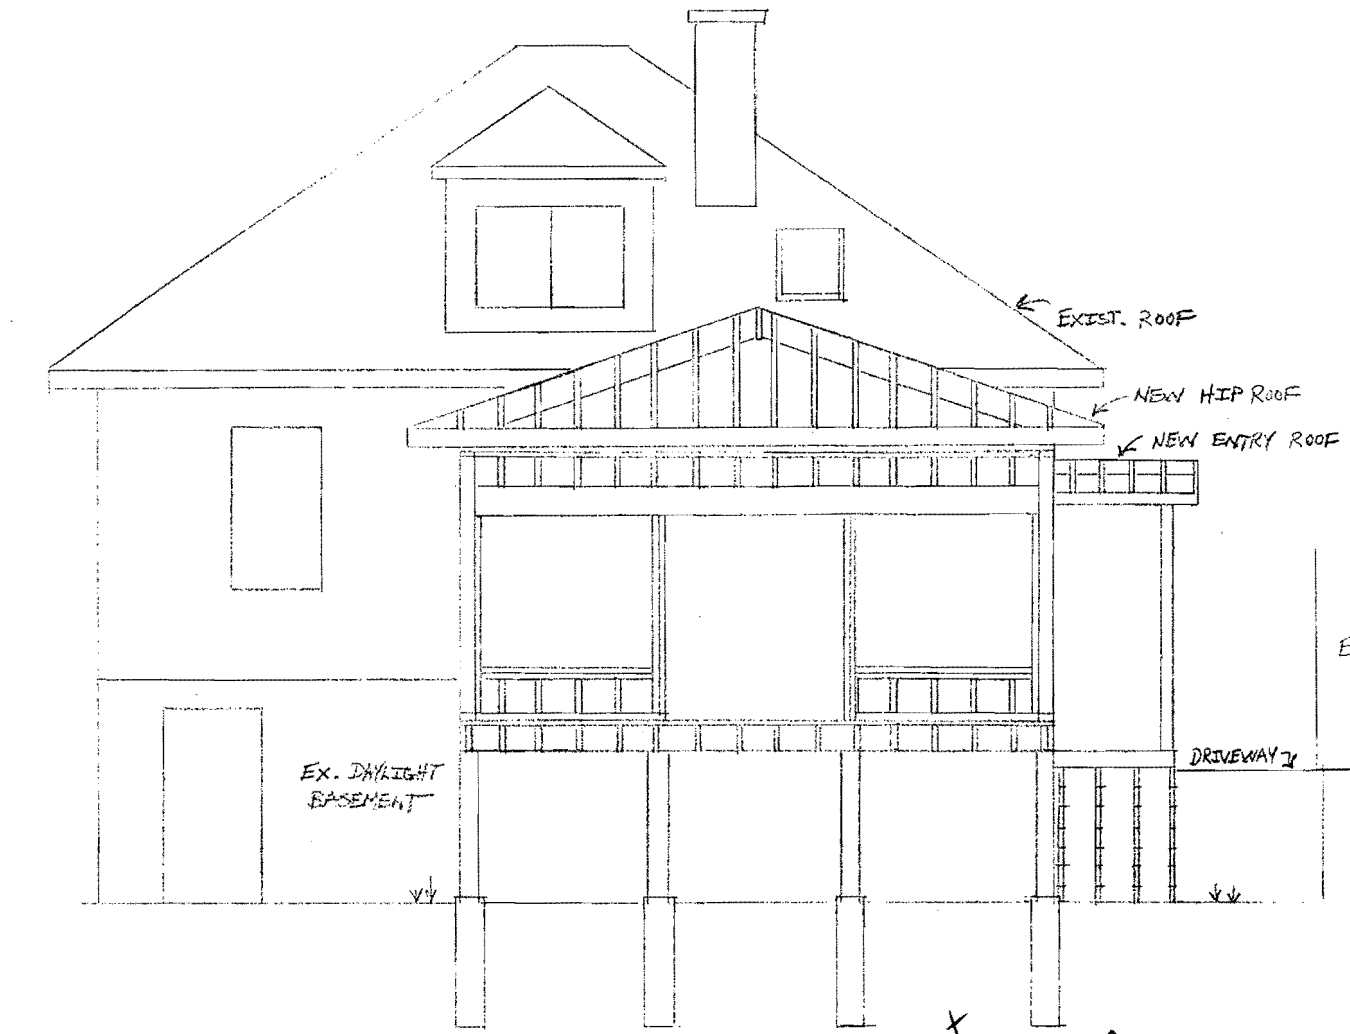 EXIST. ROOF
NEW HIP ROOF
NEW ENTRY ROOF
E
DRIVEWAY
EX. DAYLIGHT
BASEMENT
X